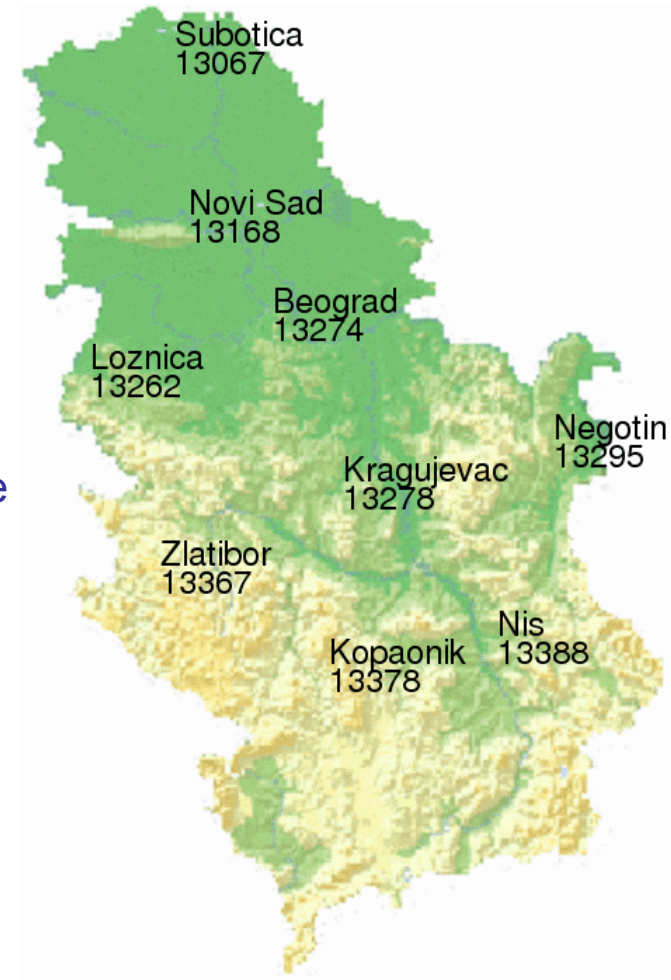 Subotica
13067
Novi Sad
13168
Beograd
13274
Loznica
13262
Negotin
13295
e
Kragujevac
13278
Zlatibor
13367
Nis
13388
Kopaonik
13378